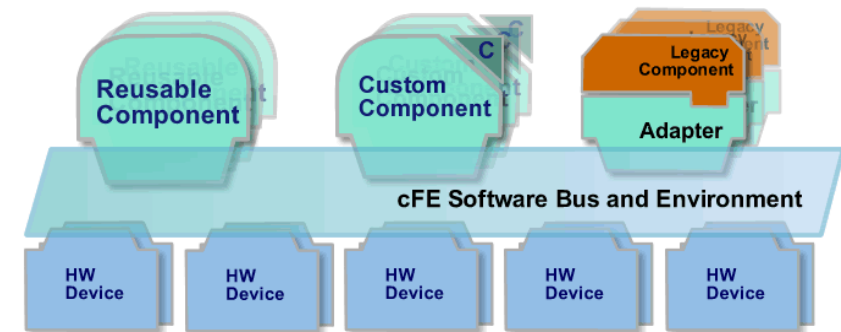 Reusable
Component
Custom
Component
C
Legacy
Component
Adapter
cFE Software Bus and Environment
HW
Device
HW
Device
HW
Device
HW
Device
HW
Device